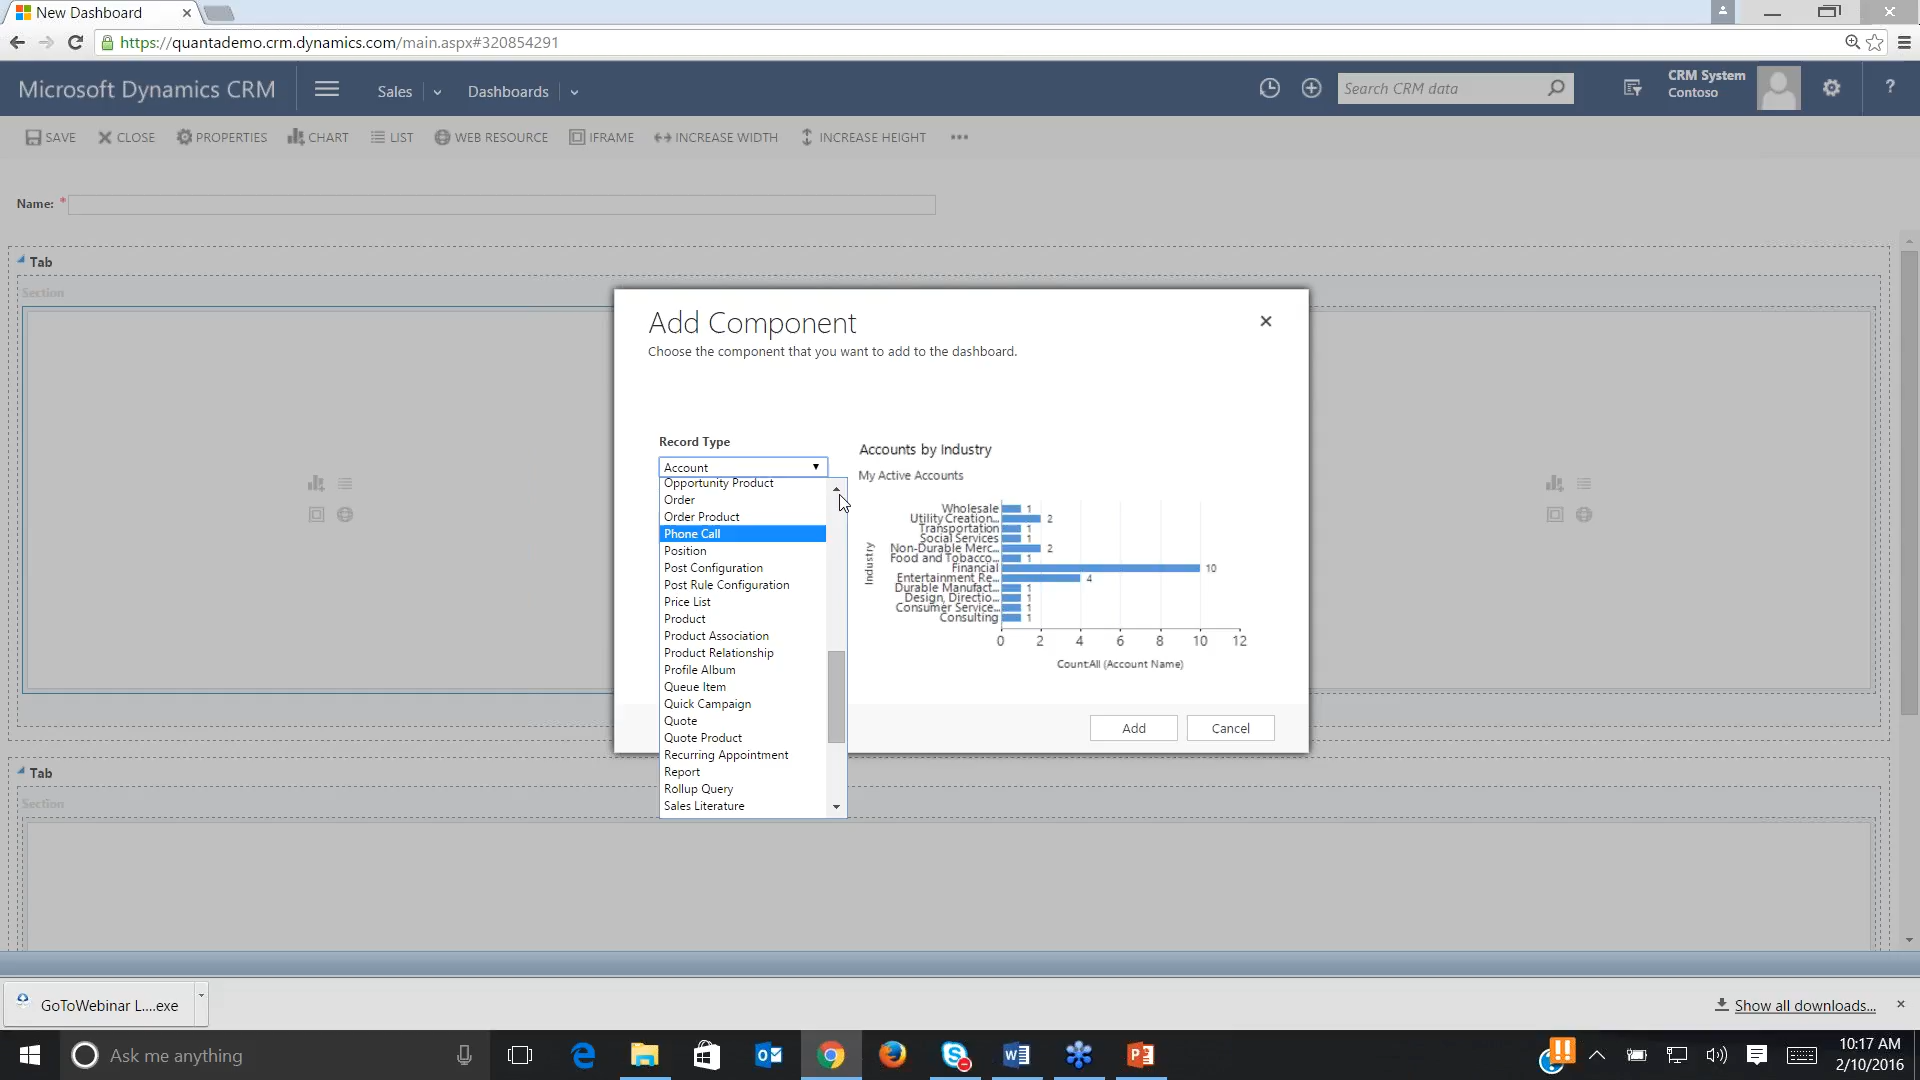 New Dashboard
https://quantademo.crm.dynamics.com/main.aspx#320854291
Microsoft Dynamics CRM
Sales
Dashboards
Search CRM data
CRM System
Contoso
?
SAVE
CLOSE
PROPERTIES
CHART
LIST
WEB RESOURCE
IFRAME
INCREASE WIDTH
INCREASE HEIGHT
Name: *
Tab
Section
Add Component
Choose the component that you want to add to the dashboard.
Record Type
Account
Opportunity Product
Order
Order Product
Phone Call
Position
Post Configuration
Post Rule Configuration
Price List
Product
Product Association
Product Relationship
Profile Album
Queue Item
Quick Campaign
Quote
Quote Product
Recurring Appointment
Report
Rollup Query
Sales Literature
Accounts by Industry
My Active Accounts
Industry
Wholesale 1
Utility Creation... 2
Transportation 1
Social Services 1
Non-Durable Merc... 2
Food and Tobacco... 1
Financial 10
Entertainment Re... 4
Durable Manufact... 1
Design, Directio... 1
Consumer Service... 1
Consulting 1
0 2 4 6 8 10 12
Count:All (Account Name)
Add
Cancel
Tab
Section
GoToWebinar L....exe
Show all downloads...
Ask me anything
10:17 AM
2/10/2016